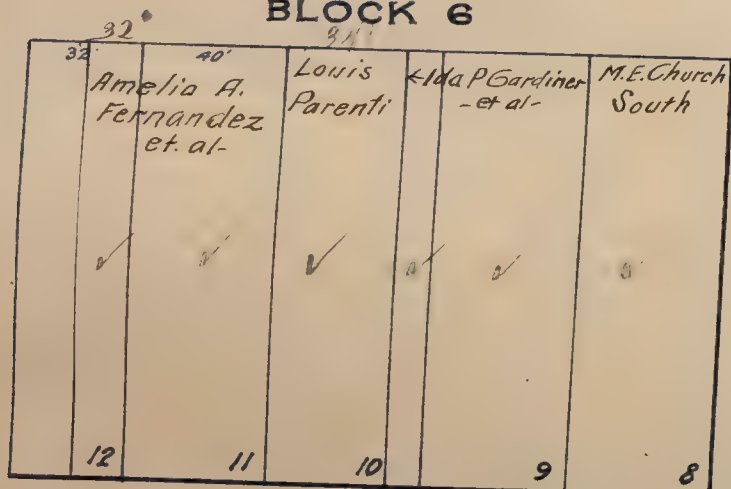 BLOCK 6
32'
32' 40'
Amelia A.
Fernandez
et. al-
Louis
Parenti
←Ida P Gardiner
- et al-
M.E. Church
South
12 11 10 9 8